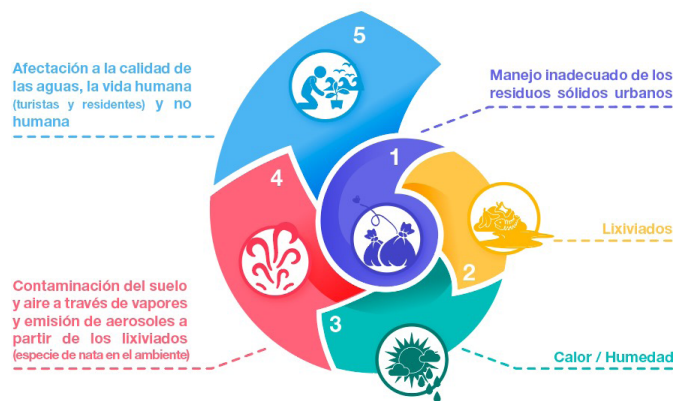 5
Afectación a la calidad de
las aguas, la vida humana
(turistas y residentes) y no
humana
Manejo inadecuado de los
residuos sólidos urbanos
1
4
Lixiviados
2
Contaminación del suelo
y aire a través de vapores
y emisión de aerosoles a
partir de los lixiviados
(especie de nata en el ambiente)
3
Calor / Humedad